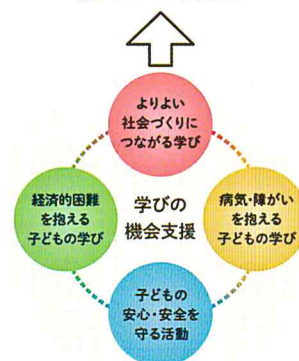 よりよい
社会づくりに
つながる学び
経済的困難
を抱える
子どもの学び
学びの
機会支援
病気・障がい
を抱える
子どもの学び
子どもの
安心・安全を
守る活動